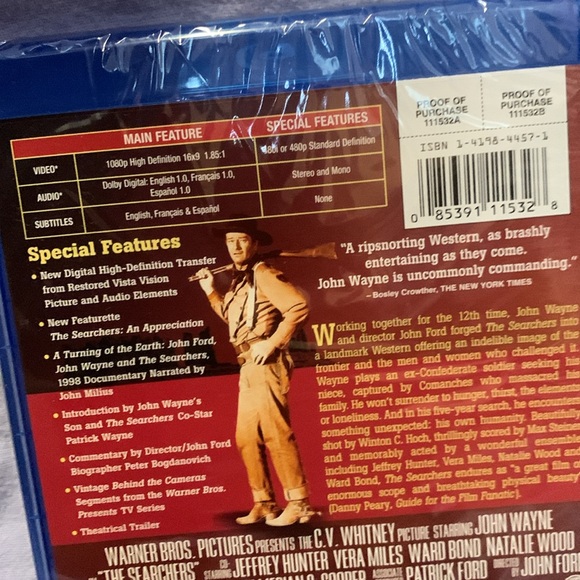 PROOF OF PURCHASE 111532A
PROOF OF PURCHASE 111532B
ISBN 1-4198-4457-1
0 85391 11532 8
MAIN FEATURE SPECIAL FEATURES
VIDEO* 1080p High Definition 16x9 1.85:1 480i or 480p Standard Definition
AUDIO* Dolby Digital: English 1.0, Français 1.0, Español 1.0 Stereo and Mono
SUBTITLES English, Français & Español None
Special Features
• New Digital High-Definition Transfer
from Restored Vista Vision
Picture and Audio Elements
• New Featurette
The Searchers: An Appreciation
• A Turning of the Earth: John Ford,
John Wayne and The Searchers,
1998 Documentary Narrated by
John Milius
• Introduction by John Wayne's
Son and The Searchers Co-Star
Patrick Wayne
• Commentary by Director/John Ford
Biographer Peter Bogdanovich
• Vintage Behind the Cameras
Segments from the Warner Bros.
Presents TV Series
• Theatrical Trailer
"A ripsnorting Western, as brashly
entertaining as they come.
John Wayne is uncommonly commanding."
– Bosley Crowther, THE NEW YORK TIMES
Working together for the 12th time, John Wayne
and director John Ford forged The Searchers into
a landmark Western offering an indelible image of the
frontier and the men and women who challenged it.
Wayne plays an ex-Confederate soldier seeking his
niece, captured by Comanches who massacred his
family. He won't surrender to hunger, thirst, the elements
or loneliness. And in his five-year search, he encounters
something unexpected: his own humanity. Beautifully
shot by Winton C. Hoch, thrillingly scored by Max Steiner
and memorably acted by a wonderful ensemble
including Jeffrey Hunter, Vera Miles, Natalie Wood and
Ward Bond, The Searchers endures as "a great film of
enormous scope and breathtaking physical beauty"
(Danny Peary, Guide for the Film Fanatic).
WARNER BROS. PICTURES PRESENTS THE C.V. WHITNEY PICTURE STARRING JOHN WAYNE
"THE SEARCHERS" CO-STARRING JEFFREY HUNTER VERA MILES WARD BOND NATALIE WOOD
ASSOCIATE PATRICK FORD DIRECTED BY JOHN FORD